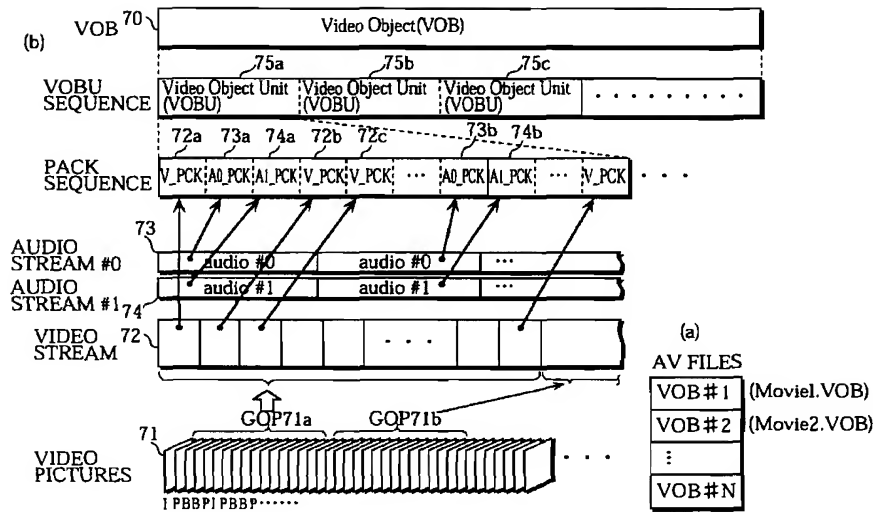 (b)
VOB 70
Video Object(VOB)
75a 75b 75c
VOBU SEQUENCE
Video Object Unit (VOBU)
Video Object Unit (VOBU)
Video Object Unit (VOBU)
· · · · · · · · ·
72a 73a 74a 72b 72c 73b 74b
PACK SEQUENCE
V_PCK A0_PCK A1_PCK V_PCK V_PCK ··· A0_PCK A1_PCK ··· V_PCK · · ·
AUDIO STREAM #0
73
audio #0 audio #0 ···
AUDIO STREAM #1
74
audio #1 audio #1 ···
VIDEO STREAM
72
· · ·
GOP71a GOP71b
VIDEO PICTURES
71
· · · ·
I PBBPI PBBP······
(a)
AV FILES
VOB#1 (Movie1.VOB)
VOB#2 (Movie2.VOB)
⋮
VOB#N